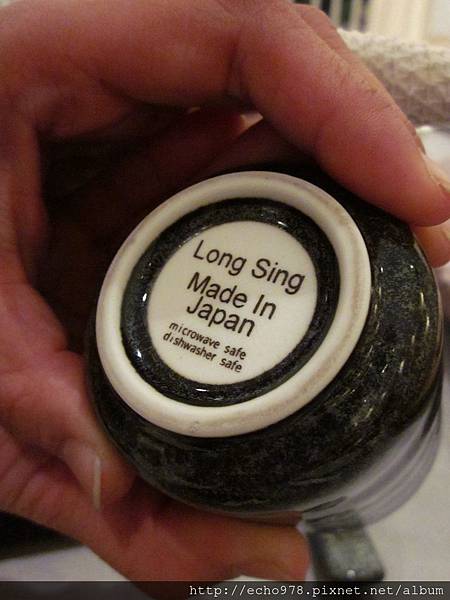 Long Sing
Made In
Japan
microwave safe
dishwasher safe
http://echo978.pixnet.net/album